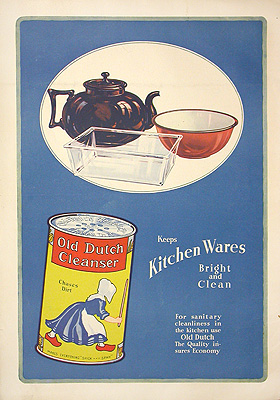 Keeps
Kitchen Wares
Bright
and
Clean
Old Dutch
Cleanser
Chases
Dirt
For sanitary
cleanliness in
the kitchen use
Old Dutch
The Quality in-
sures Economy